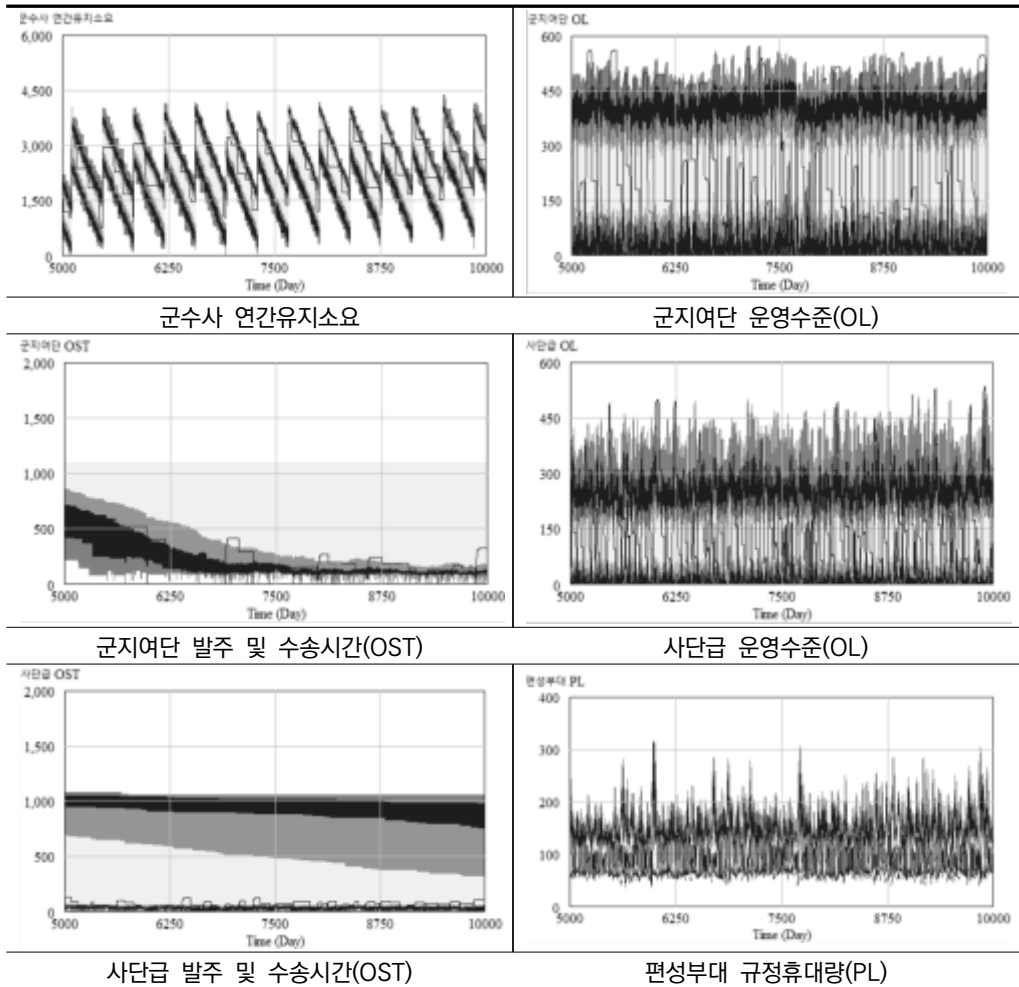 군수사 연간유지소요
6,000
4,500
3,000
1,500
0
5000 6250 7500 8750 10000
Time (Day)
군수사 연간유지소요
군지여단 OL
600
450
300
150
0
5000 6250 7500 8750 10000
Time (Day)
군지여단 운영수준(OL)
군지여단 OST
2,000
1,500
1,000
500
0
5000 6250 7500 8750 10000
Time (Day)
군지여단 발주 및 수송시간(OST)
사단급 OL
600
450
300
150
0
5000 6250 7500 8750 10000
Time (Day)
사단급 운영수준(OL)
사단급 OST
2,000
1,500
1,000
500
0
5000 6250 7500 8750 10000
Time (Day)
사단급 발주 및 수송시간(OST)
편성부대 PL
400
300
200
100
0
5000 6250 7500 8750 10000
Time (Day)
편성부대 규정휴대량(PL)